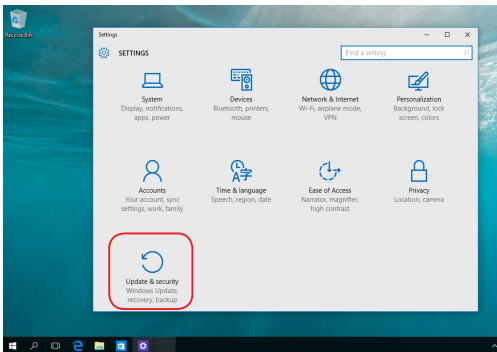 Recycle Bin
Settings
SETTINGS
Find a setting
System
Display, notifications,
apps, power
Devices
Bluetooth, printers,
mouse
Network & Internet
Wi-Fi, airplane mode,
VPN
Personalization
Background, lock
screen, colors
Accounts
Your account, sync
settings, work, family
Time & language
Speech, region, date
Ease of Access
Narrator, magnifier,
high contrast
Privacy
Location, camera
Update & security
Windows Update,
recovery, backup